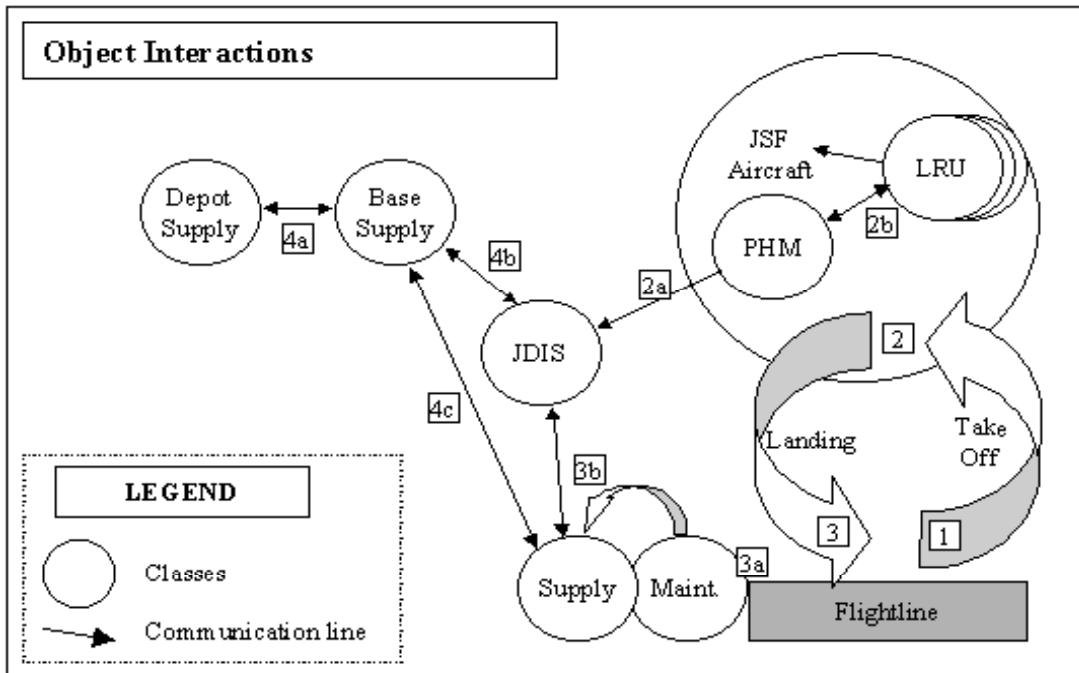 Object Interactions
JSF
Aircraft
LRU
Depot
Supply
Base
Supply
4a
2b
PHM
4b
2a
JDIS
2
4c
Landing
Take
Off
3b
LEGEND
3
1
3a
Classes
Supply
Maint.
Flightline
Communication line